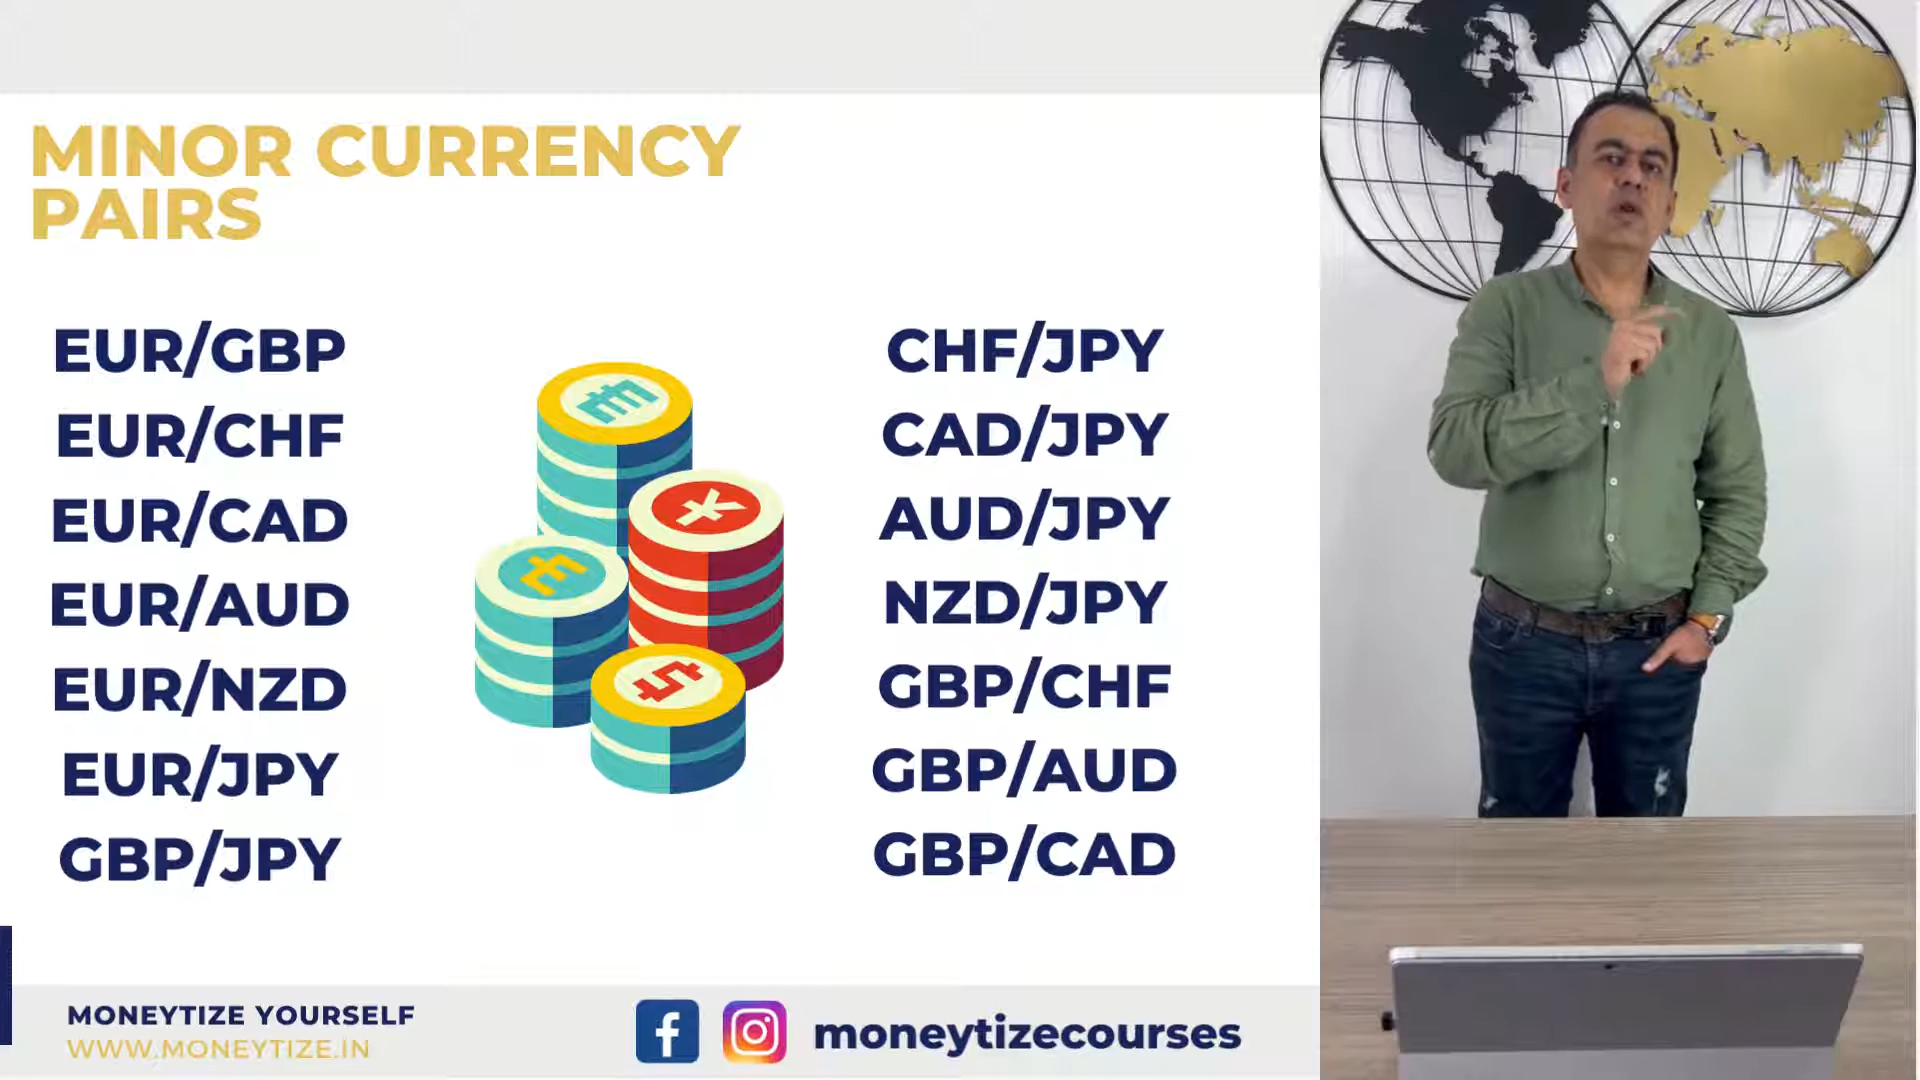 MINOR CURRENCY
PAIRS
EUR/GBP
EUR/CHF
EUR/CAD
EUR/AUD
EUR/NZD
EUR/JPY
GBP/JPY
CHF/JPY
CAD/JPY
AUD/JPY
NZD/JPY
GBP/CHF
GBP/AUD
GBP/CAD
MONEYTIZE YOURSELF
WWW.MONEYTIZE.IN
moneytizecourses